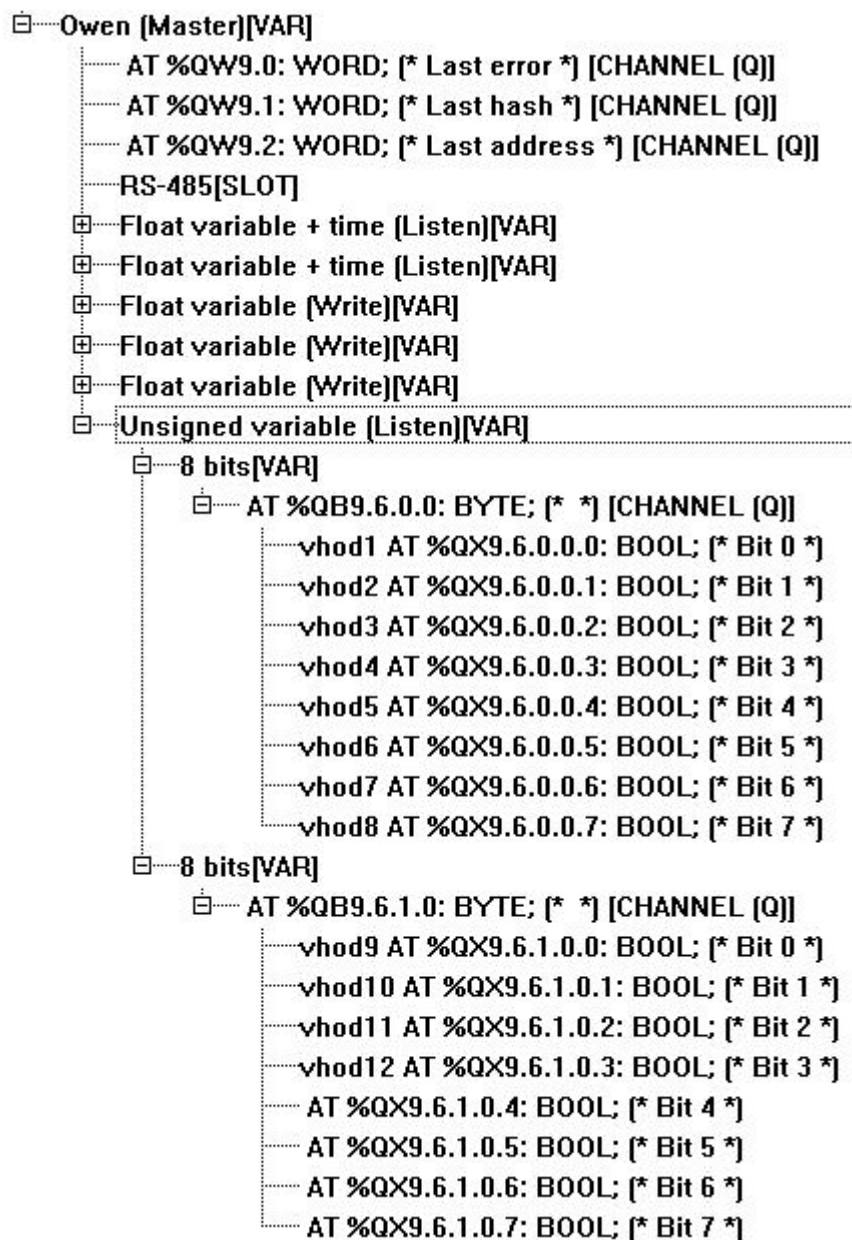 Owen (Master)[VAR]
AT %QW9.0: WORD; (* Last error *) [CHANNEL (Q)]
AT %QW9.1: WORD; (* Last hash *) [CHANNEL (Q)]
AT %QW9.2: WORD; (* Last address *) [CHANNEL (Q)]
RS-485[SLOT]
Float variable + time (Listen)[VAR]
Float variable + time (Listen)[VAR]
Float variable (Write)[VAR]
Float variable (Write)[VAR]
Float variable (Write)[VAR]
Unsigned variable (Listen)[VAR]
8 bits[VAR]
AT %QB9.6.0.0: BYTE; (*  *) [CHANNEL (Q)]
vhod1 AT %QX9.6.0.0.0: BOOL; (* Bit 0 *)
vhod2 AT %QX9.6.0.0.1: BOOL; (* Bit 1 *)
vhod3 AT %QX9.6.0.0.2: BOOL; (* Bit 2 *)
vhod4 AT %QX9.6.0.0.3: BOOL; (* Bit 3 *)
vhod5 AT %QX9.6.0.0.4: BOOL; (* Bit 4 *)
vhod6 AT %QX9.6.0.0.5: BOOL; (* Bit 5 *)
vhod7 AT %QX9.6.0.0.6: BOOL; (* Bit 6 *)
vhod8 AT %QX9.6.0.0.7: BOOL; (* Bit 7 *)
8 bits[VAR]
AT %QB9.6.1.0: BYTE; (*  *) [CHANNEL (Q)]
vhod9 AT %QX9.6.1.0.0: BOOL; (* Bit 0 *)
vhod10 AT %QX9.6.1.0.1: BOOL; (* Bit 1 *)
vhod11 AT %QX9.6.1.0.2: BOOL; (* Bit 2 *)
vhod12 AT %QX9.6.1.0.3: BOOL; (* Bit 3 *)
AT %QX9.6.1.0.4: BOOL; (* Bit 4 *)
AT %QX9.6.1.0.5: BOOL; (* Bit 5 *)
AT %QX9.6.1.0.6: BOOL; (* Bit 6 *)
AT %QX9.6.1.0.7: BOOL; (* Bit 7 *)